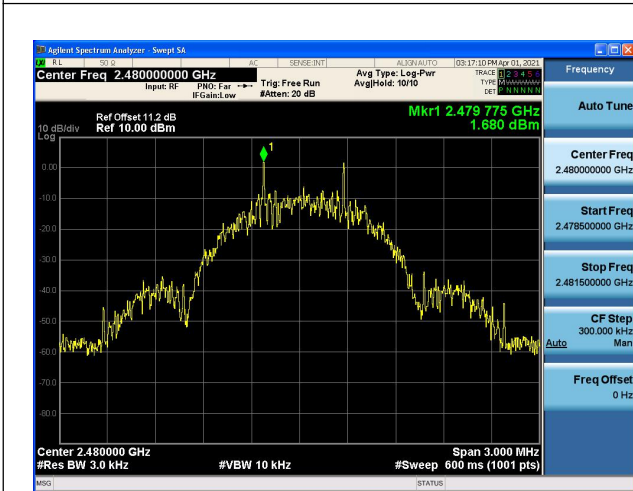 Agilent Spectrum Analyzer - Swept SA
RL 50 Ω AC SENSE:INT ALIGNAUTO 03:17:10 PM Apr 01, 2021
Center Freq 2.480000000 GHz
Input: RF PNO: Far Trig: Free Run Avg Type: Log-Pwr TRACE 1 2 3 4 5 6
IFGain:Low #Atten: 20 dB Avg|Hold: 10/10 TYPE
DET P N N N N N
Mkr1 2.479 775 GHz
1.680 dBm
Ref Offset 11.2 dB
10 dB/div Ref 10.00 dBm
Log
1
0.00
-10.0
-20.0
-30.0
-40.0
-50.0
-60.0
-70.0
-80.0
Center 2.480000 GHz Span 3.000 MHz
#Res BW 3.0 kHz #VBW 10 kHz #Sweep 600 ms (1001 pts)
MSG STATUS
Frequency
Auto Tune
Center Freq
2.480000000 GHz
Start Freq
2.478500000 GHz
Stop Freq
2.481500000 GHz
CF Step
300.000 kHz
Auto Man
Freq Offset
0 Hz